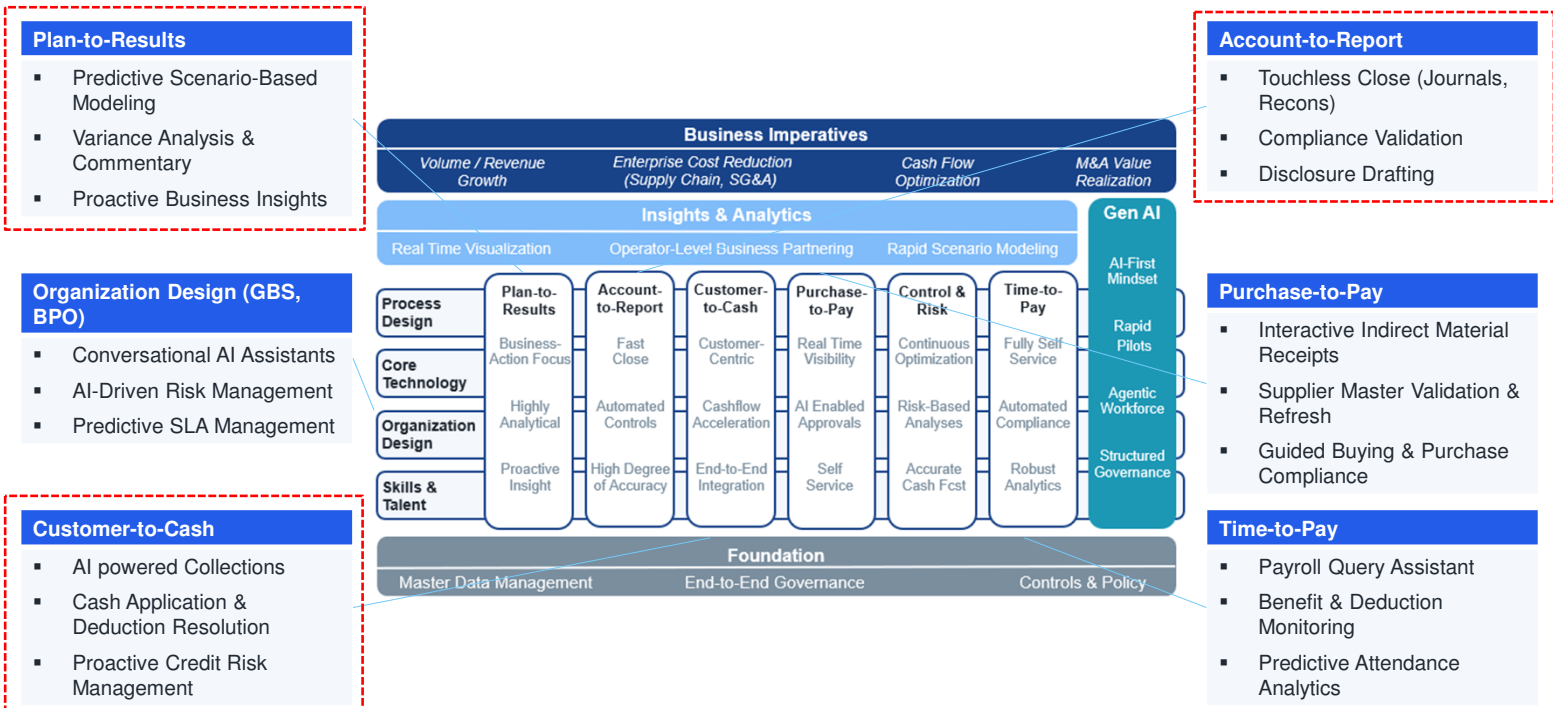 Plan-to-Results
▪ Predictive Scenario-Based
Modeling
▪ Variance Analysis &
Commentary
▪ Proactive Business Insights
Organization Design (GBS,
BPO)
▪ Conversational AI Assistants
▪ AI-Driven Risk Management
▪ Predictive SLA Management
Customer-to-Cash
▪ AI powered Collections
▪ Cash Application &
Deduction Resolution
▪ Proactive Credit Risk
Management
Business Imperatives
Volume / Revenue
Growth
Enterprise Cost Reduction
(Supply Chain, SG&A)
Cash Flow
Optimization
M&A Value
Realization
Insights & Analytics
Real Time Visualization
Operator-Level Business Partnering
Rapid Scenario Modeling
Gen AI
AI-First
Mindset
Rapid
Pilots
Agentic
Workforce
Structured
Governance
Process
Design
Core
Technology
Organization
Design
Skills &
Talent
Plan-to-
Results
Business-
Action Focus
Highly
Analytical
Proactive
Insight
Account-
to-Report
Fast
Close
Automated
Controls
High Degree
of Accuracy
Customer-
to-Cash
Customer-
Centric
Cashflow
Acceleration
End-to-End
Integration
Purchase-
to-Pay
Real Time
Visibility
AI Enabled
Approvals
Self
Service
Control &
Risk
Continuous
Optimization
Risk-Based
Analyses
Accurate
Cash Fcst
Time-to-
Pay
Fully Self
Service
Automated
Compliance
Robust
Analytics
Foundation
Master Data Management
End-to-End Governance
Controls & Policy
Account-to-Report
▪ Touchless Close (Journals,
Recons)
▪ Compliance Validation
▪ Disclosure Drafting
Purchase-to-Pay
▪ Interactive Indirect Material
Receipts
▪ Supplier Master Validation &
Refresh
▪ Guided Buying & Purchase
Compliance
Time-to-Pay
▪ Payroll Query Assistant
▪ Benefit & Deduction
Monitoring
▪ Predictive Attendance
Analytics